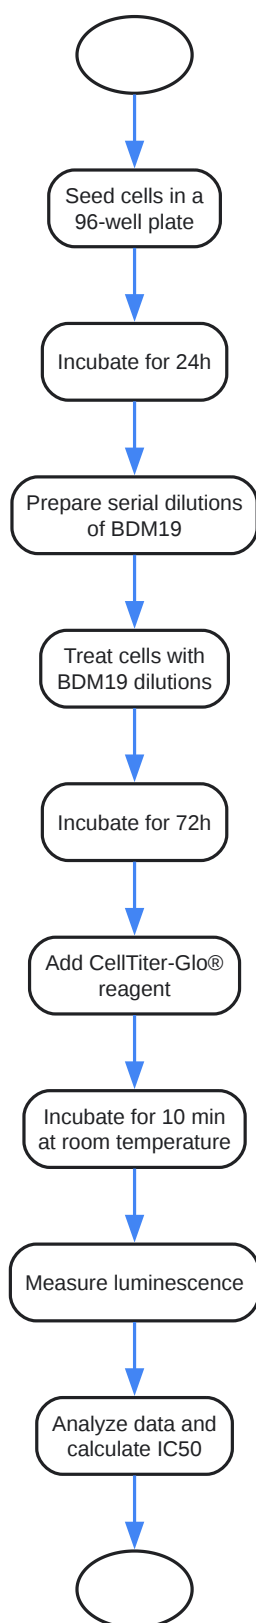 Seed cells in a
96-well plate
Incubate for 24h
Prepare serial dilutions
of BDM19
Treat cells with
BDM19 dilutions
Incubate for 72h
Add CellTiter-Glo®
reagent
Incubate for 10 min
at room temperature
Measure luminescence
Analyze data and
calculate IC50